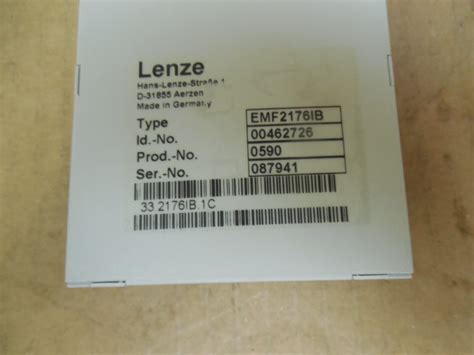 Lenze
Hans-Lenze-Straße 1
D-31855 Aerzen
Made in Germany
Type EMF2176IB
Id.-No. 00462726
Prod.-No. 0590
Ser.-No. 087941
33.2176IB.1C